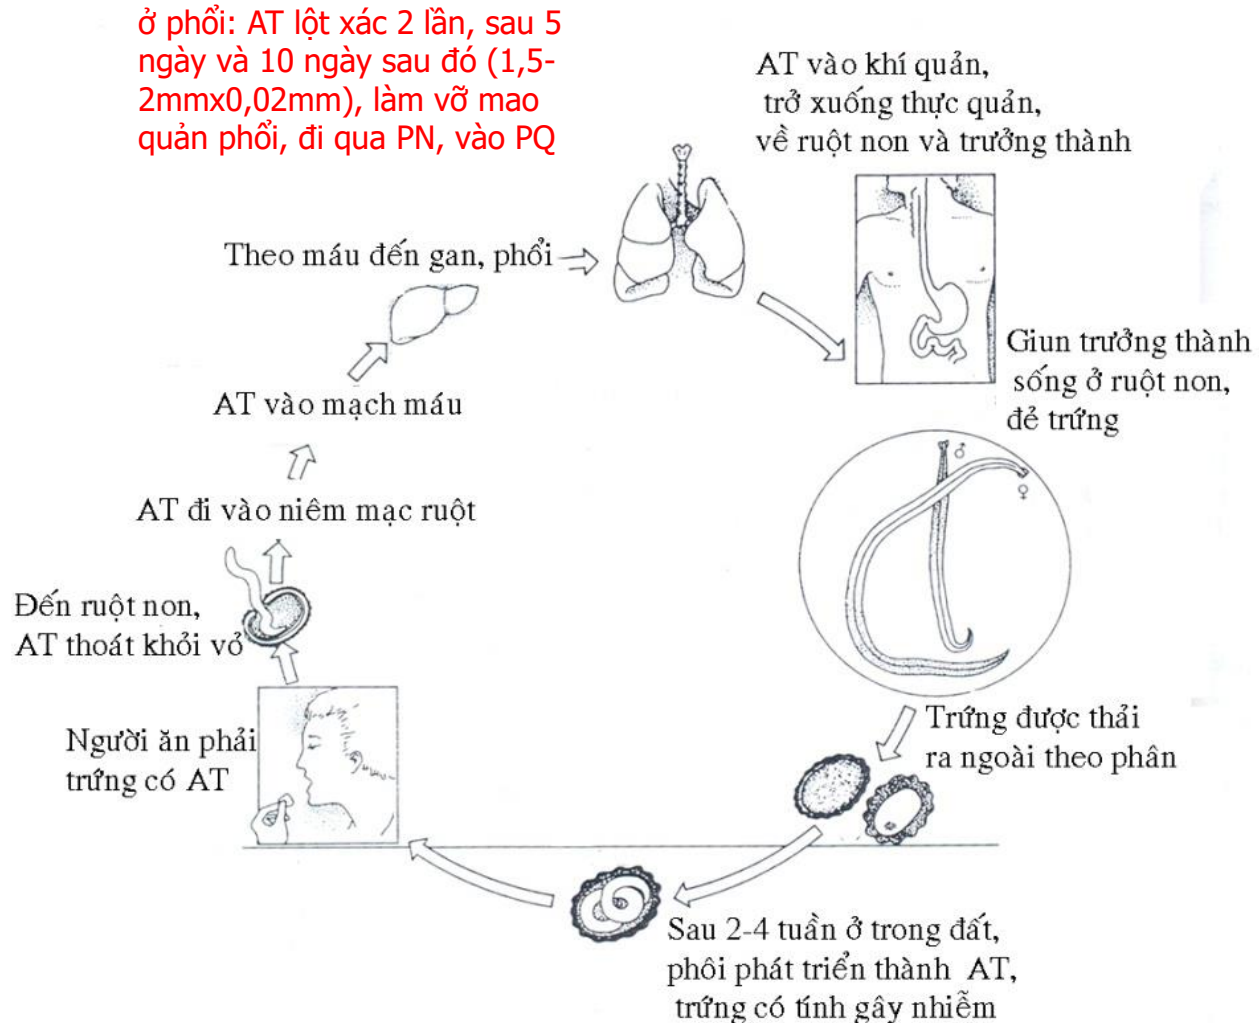 ở phổi: AT lột xác 2 lần, sau 5
ngày và 10 ngày sau đó (1,5-
2mmx0,02mm), làm vỡ mao
quản phổi, đi qua PN, vào PQ
AT vào khí quản,
trở xuống thực quản,
về ruột non và trưởng thành
Theo máu đến gan, phổi
Giun trưởng thành
sống ở ruột non,
đẻ trứng
AT vào mạch máu
♂
♀
AT đi vào niêm mạc ruột
Đến ruột non,
AT thoát khỏi vỏ
Trứng được thải
ra ngoài theo phân
Người ăn phải
trứng có AT
Sau 2-4 tuần ở trong đất,
phôi phát triển thành AT,
trứng có tính gây nhiễm